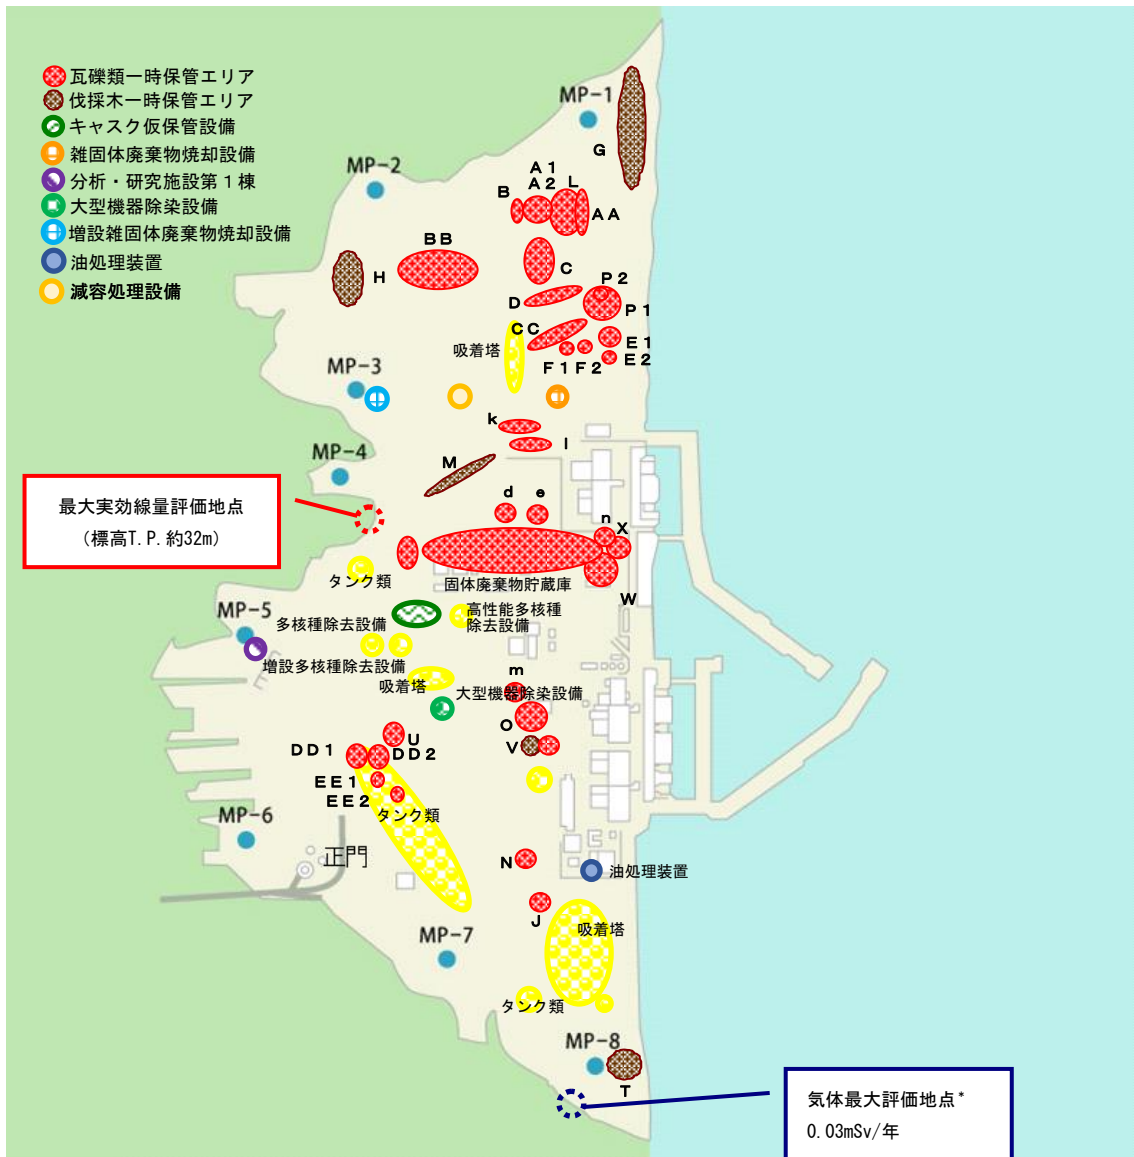 瓦礫類一時保管エリア
伐採木一時保管エリア
キャスク仮保管設備
雑固体廃棄物焼却設備
分析・研究施設第1棟
大型機器除染設備
増設雑固体廃棄物焼却設備
油処理装置
減容処理設備
MP-1
G
MP-2
A1
A2
L
B
AA
BB
H
C
P2
D
P1
CC
E1
吸着塔
E2
F1
F2
MP-3
k
l
MP-4
M
d
e
n
X
最大実効線量評価地点
(標高T.P.約32m)
タンク類
固体廃棄物貯蔵庫
W
MP-5
高性能多核種
除去設備
多核種除去設備
増設多核種除去設備
吸着塔
m
大型機器除染設備
O
U
V
DD1
DD2
EE1
EE2
タンク類
MP-6
正門
N
油処理装置
J
吸着塔
MP-7
タンク類
MP-8
T
気体最大評価地点*
0.03mSv/年